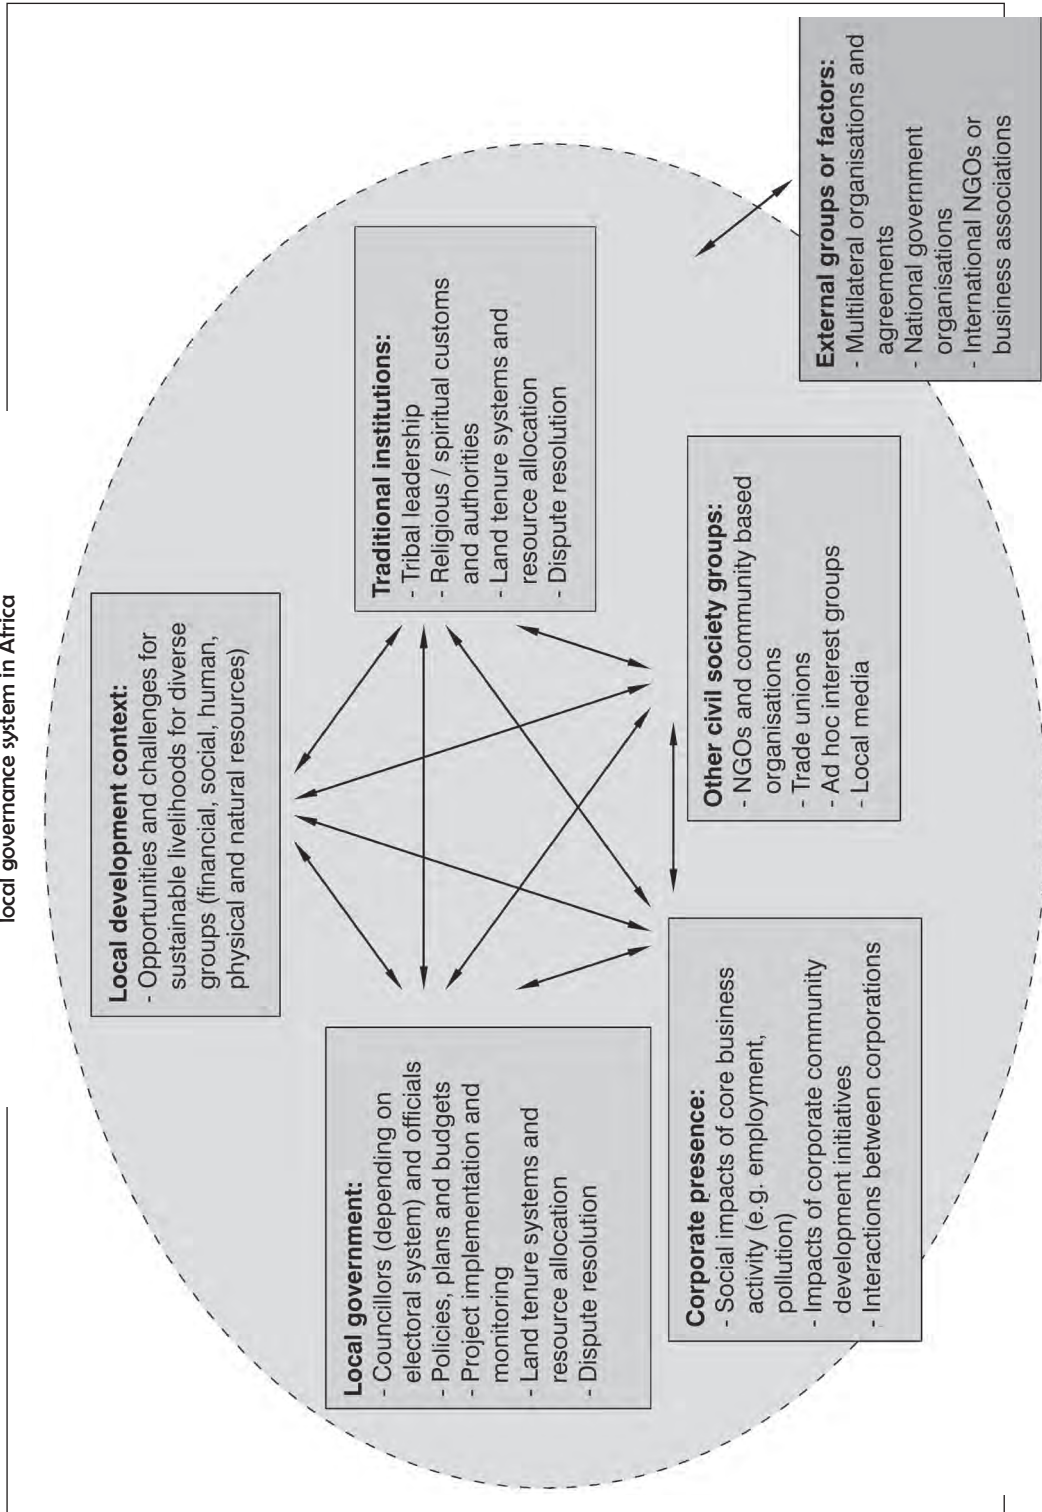 local governance system in Africa
Local development context:
- Opportunities and challenges for
sustainable livelihoods for diverse
groups (financial, social, human,
physical and natural resources)
Local government:
- Councillors (depending on
electoral system) and officials
- Policies, plans and budgets
- Project implementation and
monitoring
- Land tenure systems and
resource allocation
- Dispute resolution
Traditional institutions:
- Tribal leadership
- Religious / spiritual customs
and authorities
- Land tenure systems and
resource allocation
- Dispute resolution
Corporate presence:
- Social impacts of core business
activity (e.g. employment,
pollution)
- Impacts of corporate community
development initiatives
- Interactions between corporations
Other civil society groups:
- NGOs and community based
organisations
- Trade unions
- Ad hoc interest groups
- Local media
External groups or factors:
- Multilateral organisations and
agreements
- National government
organisations
- International NGOs or
business associations